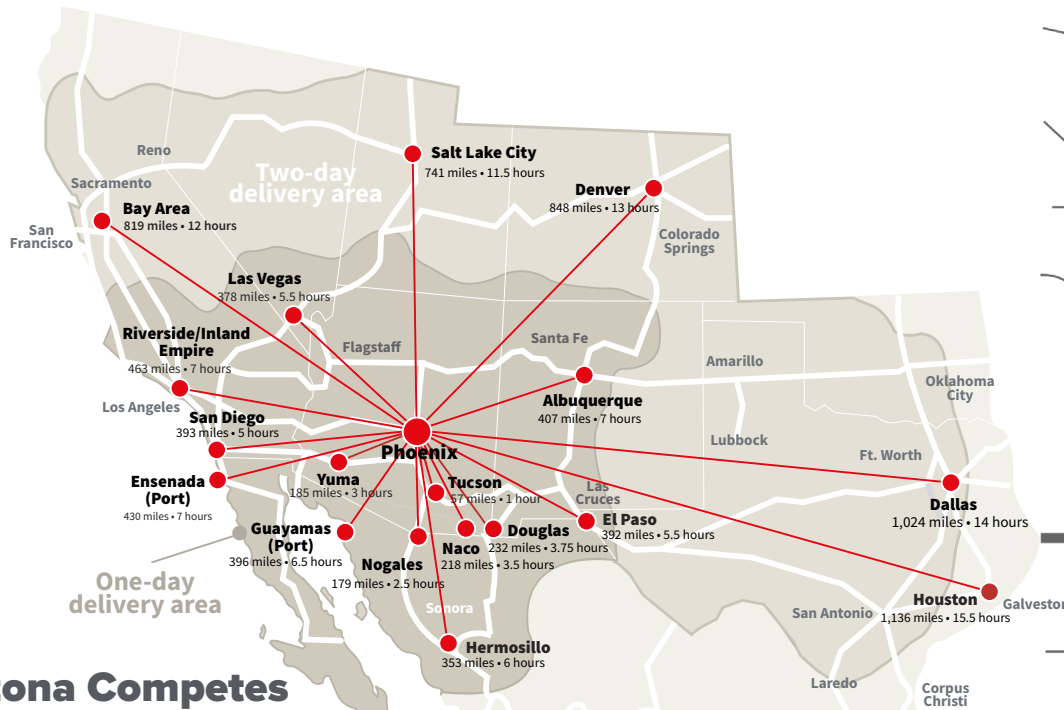 Reno
Sacramento
Two-day
delivery area
Salt Lake City
741 miles • 11.5 hours
Denver
848 miles • 13 hours
Bay Area
819 miles • 12 hours
San
Francisco
Colorado
Springs
Las Vegas
378 miles • 5.5 hours
Riverside/Inland
Empire
463 miles • 7 hours
Flagstaff
Santa Fe
Amarillo
Oklahoma
City
Los Angeles
San Diego
393 miles • 5 hours
Albuquerque
407 miles • 7 hours
Lubbock
Ft. Worth
Phoenix
Ensenada
(Port)
430 miles • 7 hours
Yuma
185 miles • 3 hours
Tucson
57 miles • 1 hour
Las
Cruces
Dallas
1,024 miles • 14 hours
Guayamas
(Port)
396 miles • 6.5 hours
Nogales
179 miles • 2.5 hours
Naco
218 miles • 3.5 hours
Douglas
232 miles • 3.75 hours
El Paso
392 miles • 5.5 hours
One-day
delivery area
Sonora
San Antonio
Houston
1,136 miles • 15.5 hours
Galveston
Hermosillo
353 miles • 6 hours
Laredo
Corpus
Christi
zona Competes